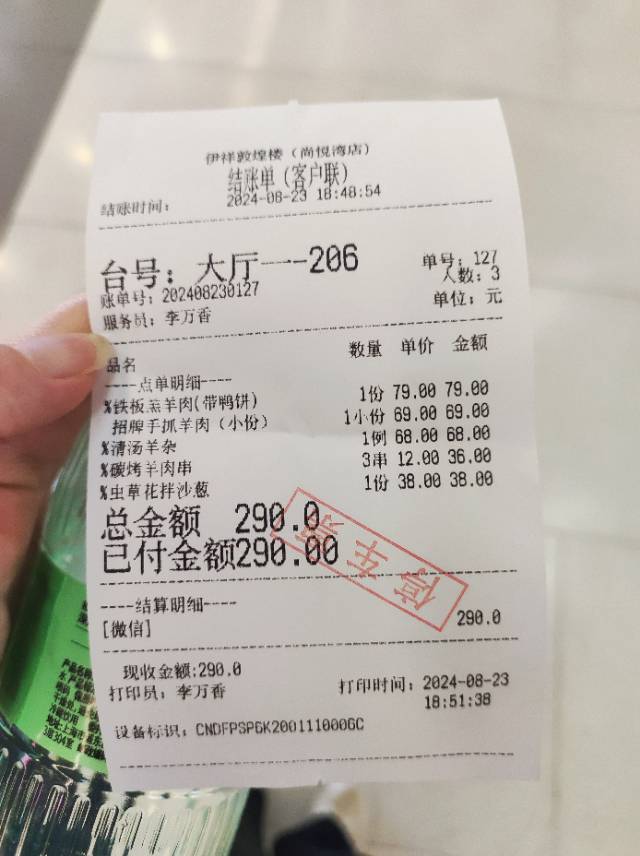 伊祥敦煌楼（尚悦湾店）
结账单（客户联）
结账时间： 2024-08-23 18:48:54
台号：大厅---206 单号：127
人数：3
账单号：202408230127 单位：元
服务员：李万香
品名 数量 单价 金额
----点单明细----
%铁板羔羊肉(带鸭饼) 1份 79.00 79.00
招牌手抓羊肉（小份） 1小份 69.00 69.00
%清汤羊杂 1例 68.00 68.00
%碳烤羊肉串 3串 12.00 36.00
%虫草花拌沙葱 1份 38.00 38.00
总金额 290.0
已付金额290.00
停车票
----结算明细----
[微信] 290.0
现收金额:290.0
打印员：李万香 打印时间：2024-08-23
18:51:38
设备标识：CNDFPSP6K2001110006C